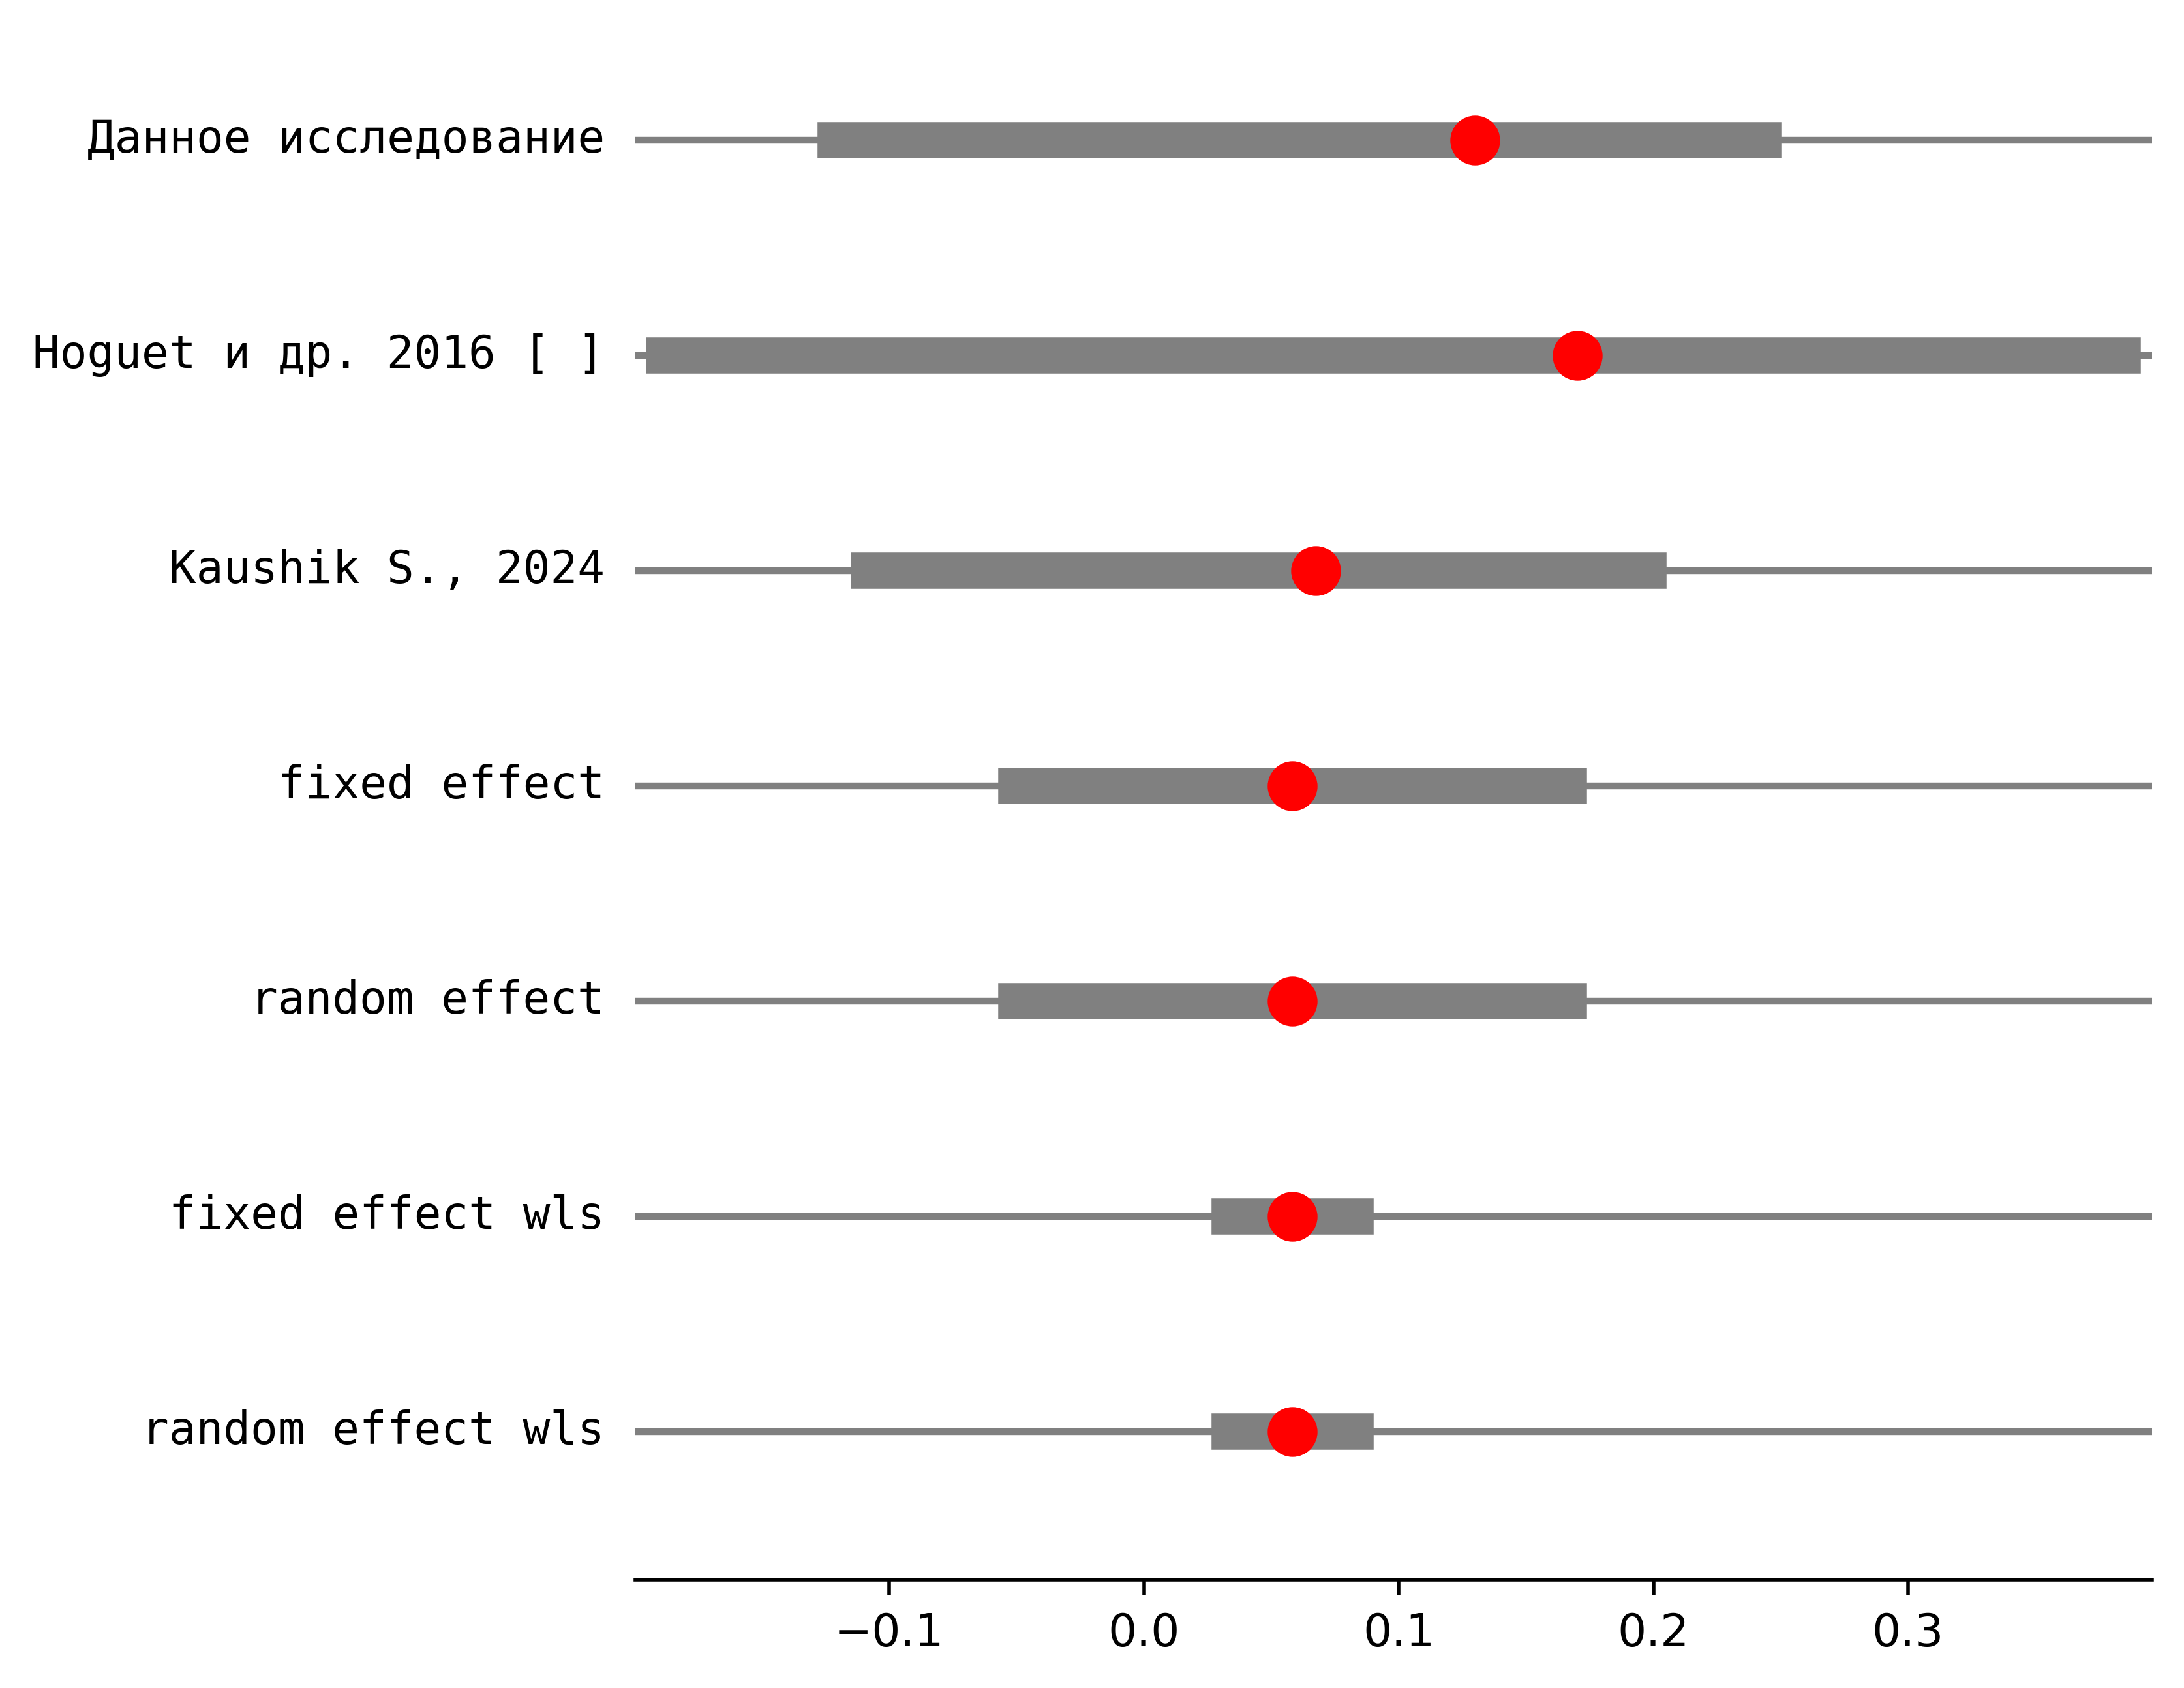 Данное исследование
Hoguet и др. 2016 [ ]
Kaushik S., 2024
fixed effect
random effect
fixed effect wls
random effect wls
−0.1 0.0 0.1 0.2 0.3